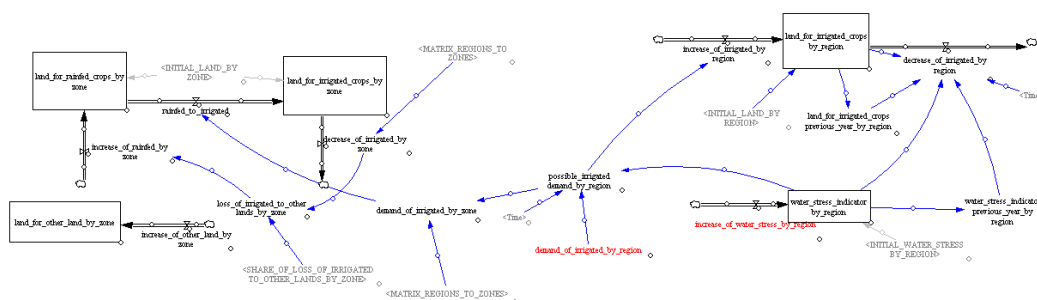 land_for_rainfed_crops_by
zone
<INITIAL_LAND_BY
ZONE>
land_for_irrigated_crops_by
zone
<MATRIX_REGIONS_TO
ZONES>
rainfed_to_irrigated
increase_of_rainfed_by
zone
decrease_of_irrigated_by
zone
loss_of_irrigated_to_other
lands_by_zone
land_for_other_land_by_zone
increase_of_other_land_by
zone
<SHARE_OF_LOSS_OF_IRRIGATED
TO_OTHER_LANDS_BY_ZONE>
demand_of_irrigated_by_zone
<MATRIX_REGIONS_TO_ZONES>
possible_irrigated
demand_by_region
<Time>
demand_of_irrigated_by_region
increase_of_irrigated_by
region
land_for_irrigated_crops
by_region
decrease_of_irrigated_by
region
<INITIAL_LAND_BY
REGION>
land_for_irrigated_crops
previous_year_by_region
<Time
water_stress_indicator
by_region
increase_of_water_stress_by_region
water_stress_indicato
previous_year_by
region
<INITIAL_WATER_STRESS
BY_REGION>